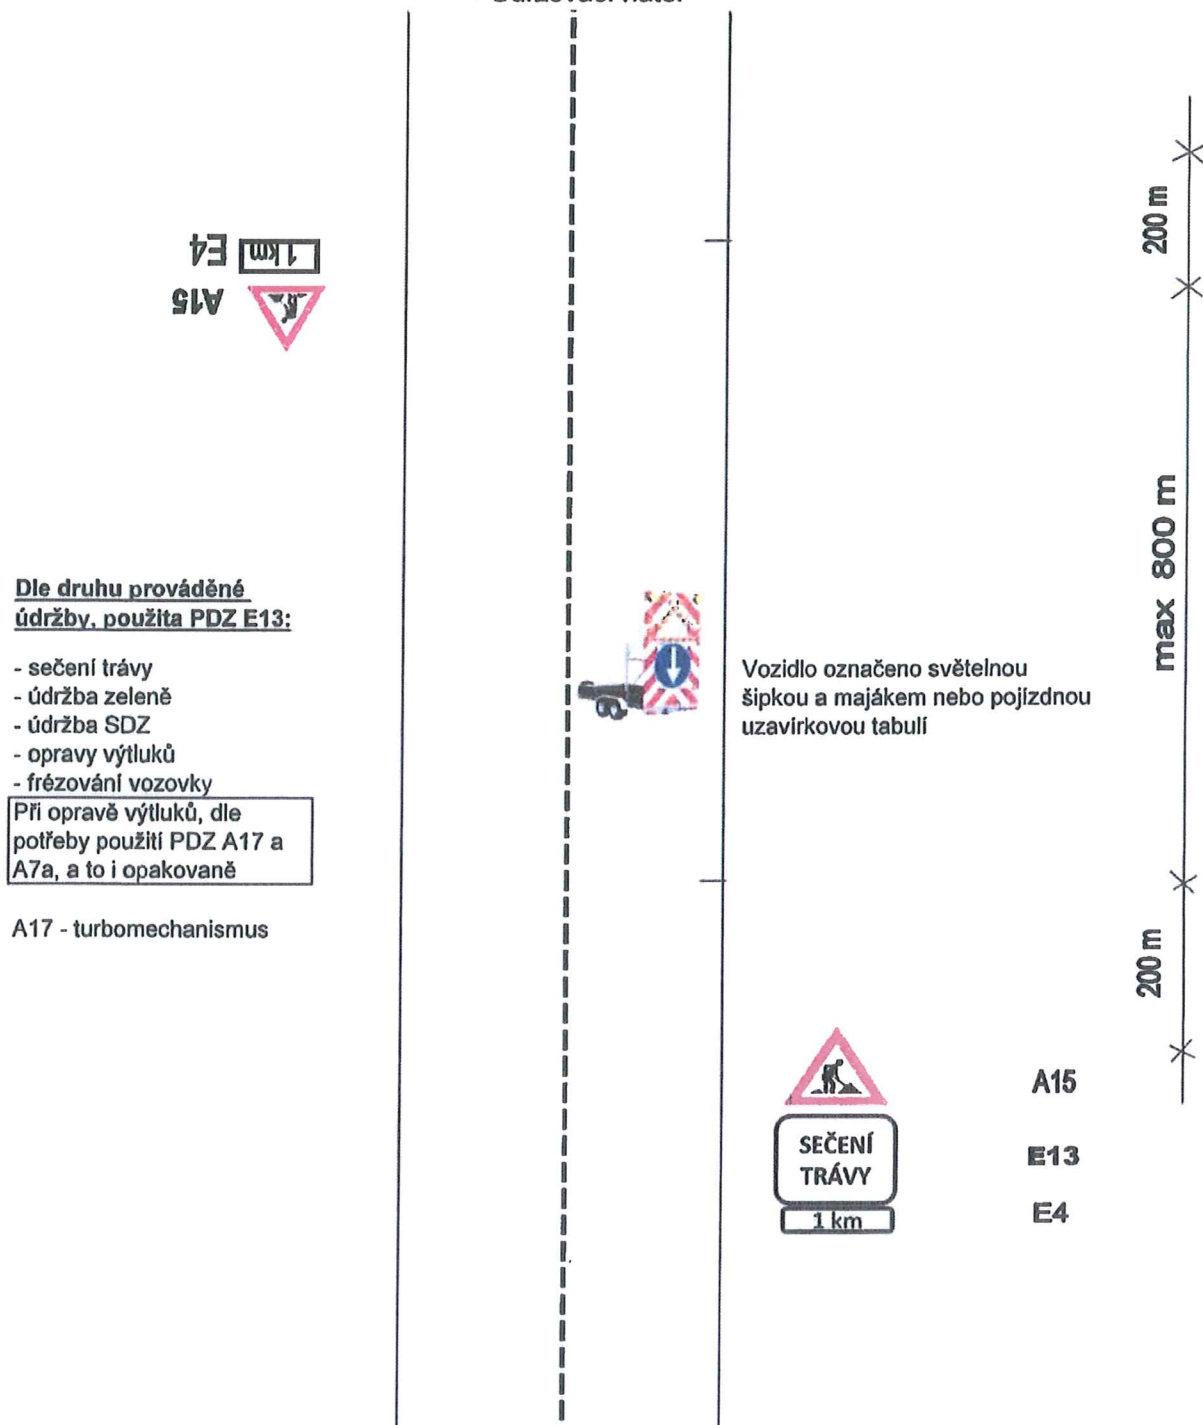 E4
1 km
A15
200 m
max 800 m
200 m
Dle druhu prováděné
údržby, použita PDZ E13:
- sečení trávy
- údržba zeleně
- údržba SDZ
- opravy výtluků
- frézování vozovky
Při opravě výtluků, dle
potřeby použití PDZ A17 a
A7a, a to i opakovaně
A17 - turbomechanismus
Vozidlo označeno světelnou
šipkou a majákem nebo pojízdnou
uzavírkovou tabulí
A15
SEČENÍ
TRÁVY
E13
1 km
E4